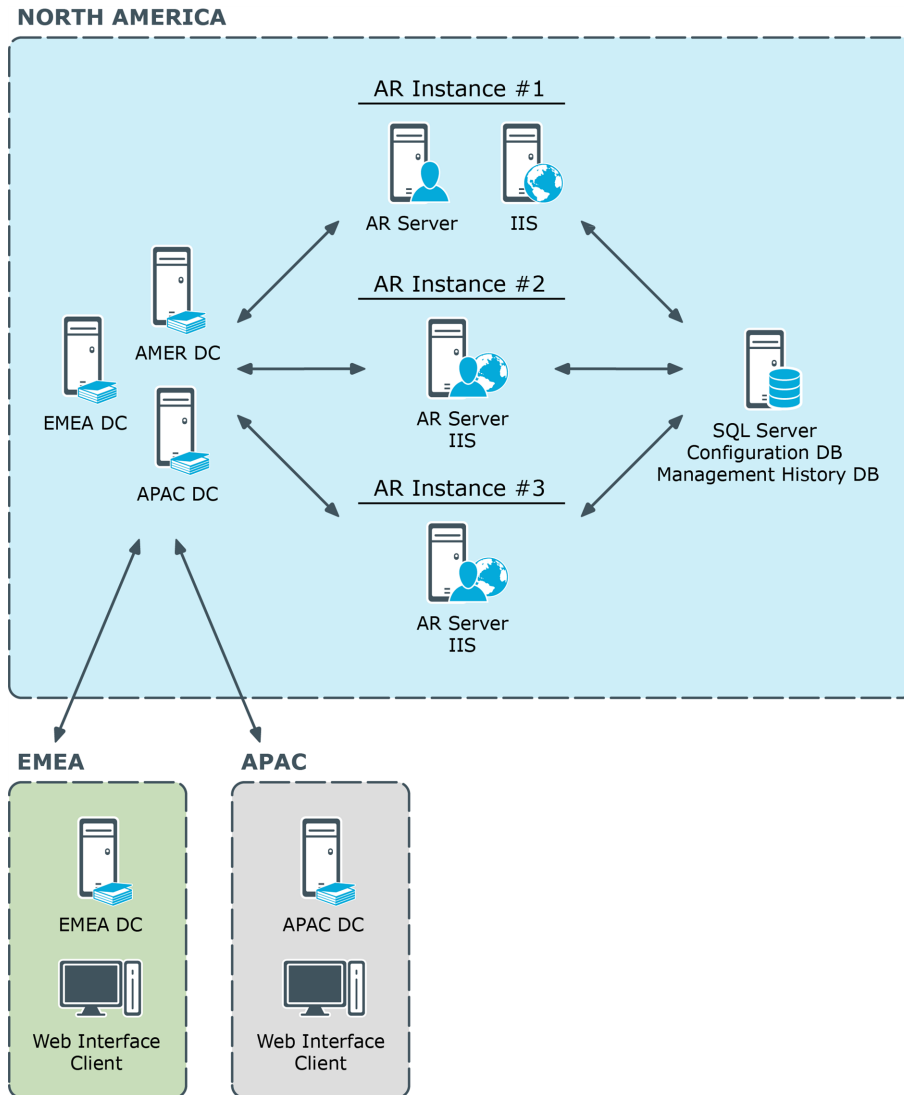 NORTH AMERICA
AR Instance #1
AR Server
IIS
AR Instance #2
AMER DC
EMEA DC
AR Server
IIS
SQL Server
Configuration DB
Management History DB
APAC DC
AR Instance #3
AR Server
IIS
EMEA
APAC
EMEA DC
APAC DC
Web Interface
Client
Web Interface
Client